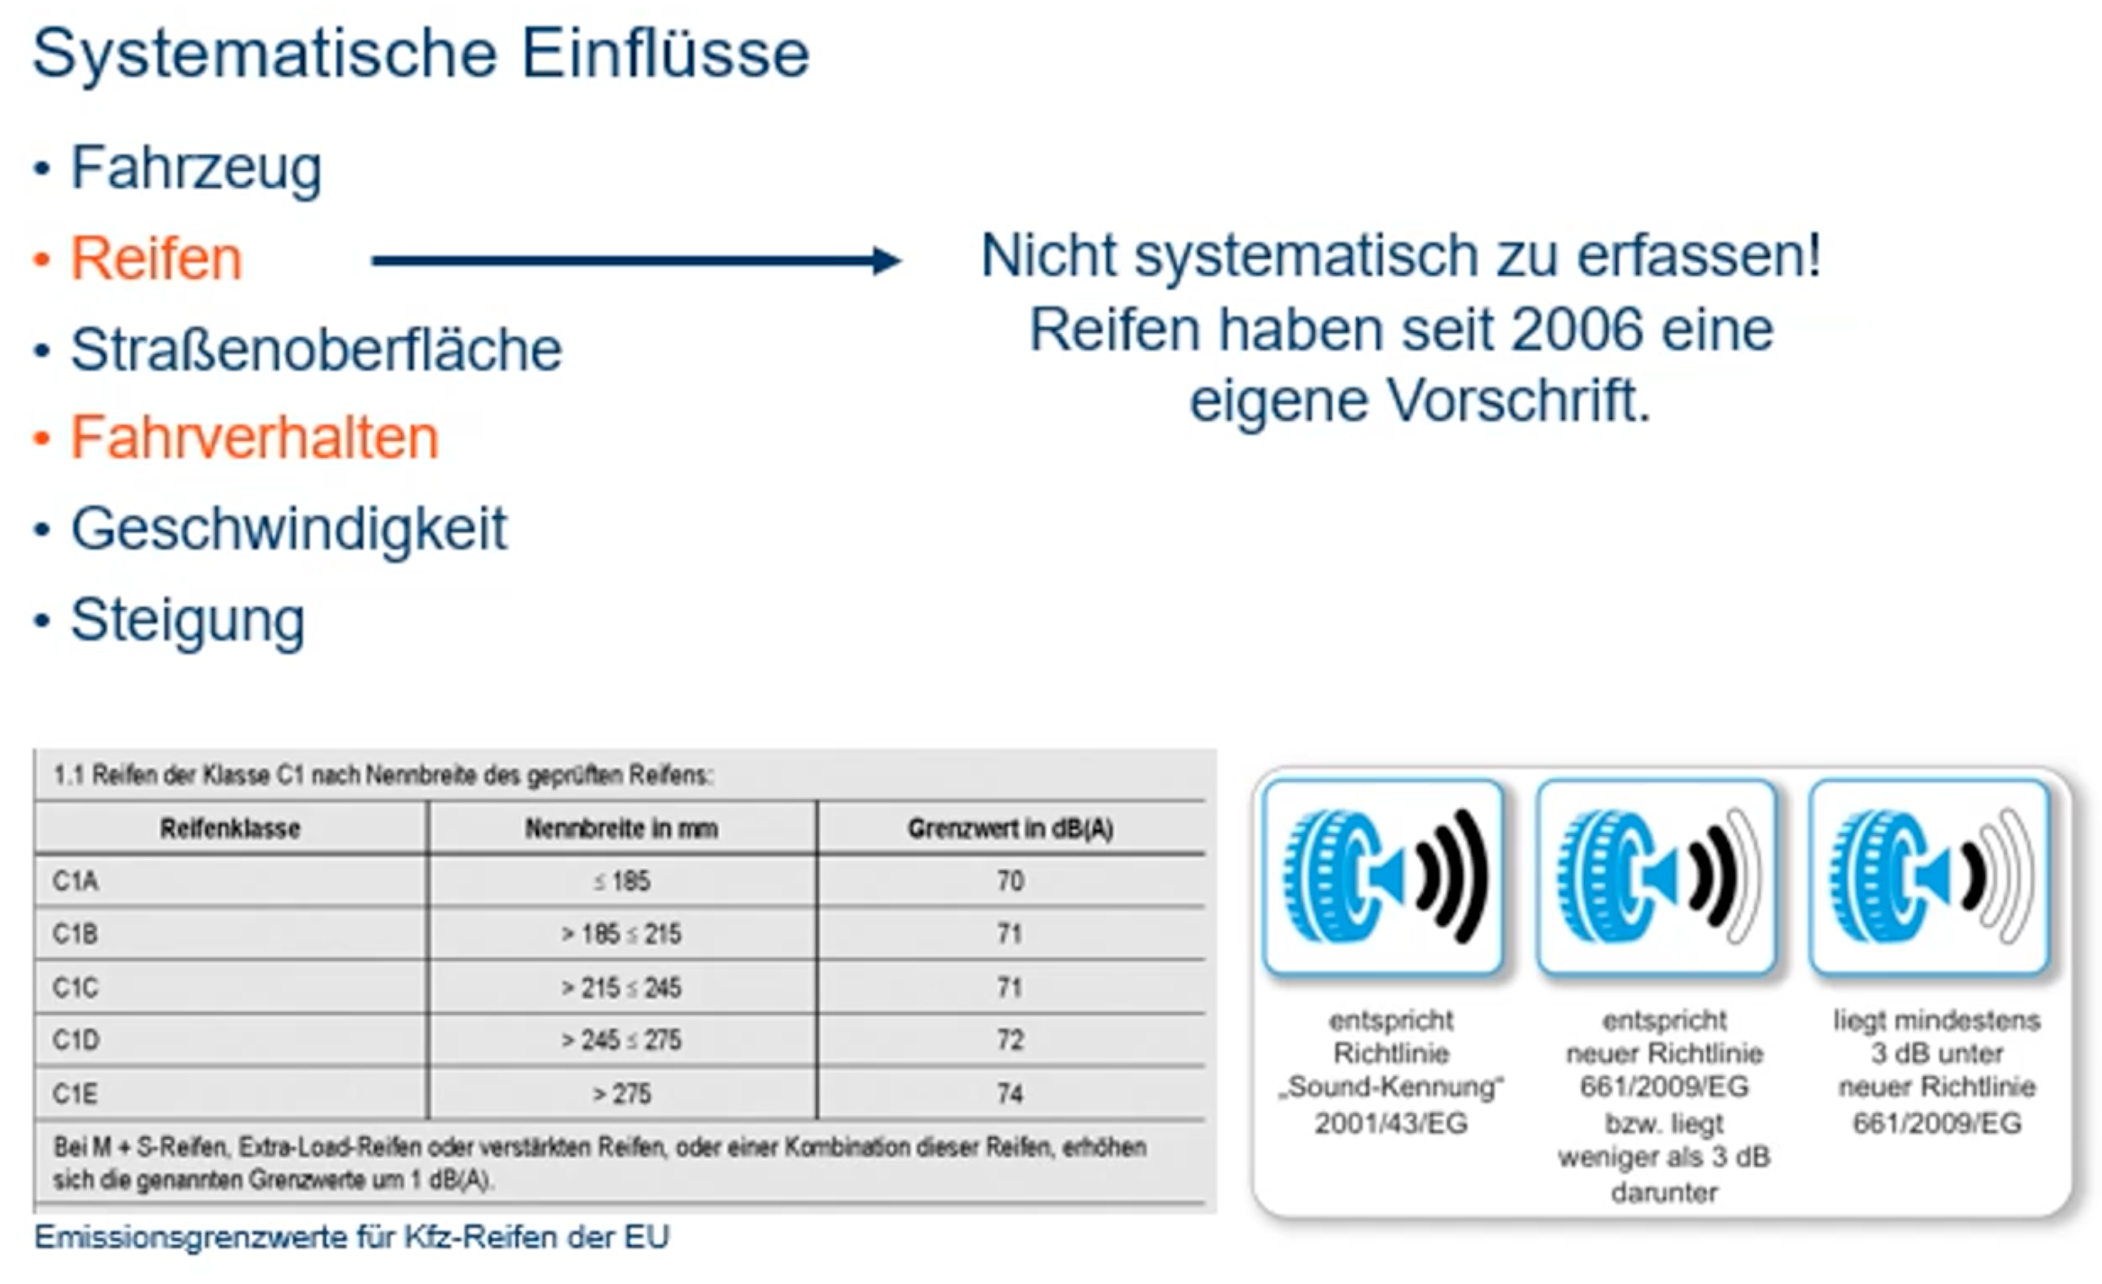 Systematische Einflüsse
• Fahrzeug
• Reifen
• Straßenoberfläche
• Fahrverhalten
• Geschwindigkeit
• Steigung
Nicht systematisch zu erfassen!
Reifen haben seit 2006 eine
eigene Vorschrift.
1.1 Reifen der Klasse C1 nach Nennbreite des geprüften Reifens:
Reifenklasse Nennbreite in mm Grenzwert in dB(A)
C1A ≤ 185 70
C1B > 185 ≤ 215 71
C1C > 215 ≤ 245 71
C1D > 245 ≤ 275 72
C1E > 275 74
Bei M + S-Reifen, Extra-Load-Reifen oder verstärkten Reifen, oder einer Kombination dieser Reifen, erhöhen
sich die genannten Grenzwerte um 1 dB(A).
Emissionsgrenzwerte für Kfz-Reifen der EU
entspricht
Richtlinie
„Sound-Kennung“
2001/43/EG
entspricht
neuer Richtlinie
661/2009/EG
bzw. liegt
weniger als 3 dB
darunter
liegt mindestens
3 dB unter
neuer Richtlinie
661/2009/EG